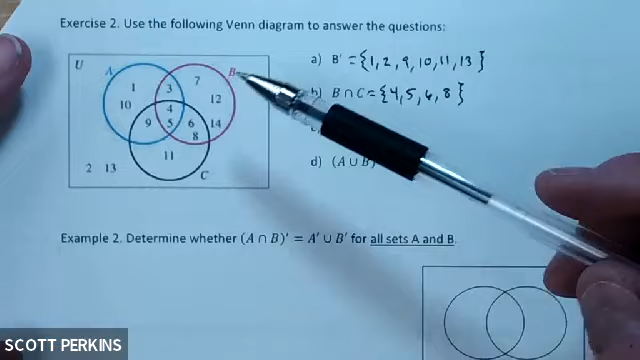 Exercise 2. Use the following Venn diagram to answer the questions:
U
A
B
1
3
7
10
4
12
9
5
6
14
8
11
2 13
C
a) B′ = {1, 2, 9, 10, 11, 13}
b) B ∩ C = {4, 5, 6, 8}
d) (A ∪ B)
Example 2. Determine whether (A ∩ B)′ = A′ ∪ B′ for all sets A and B.
SCOTT PERKINS